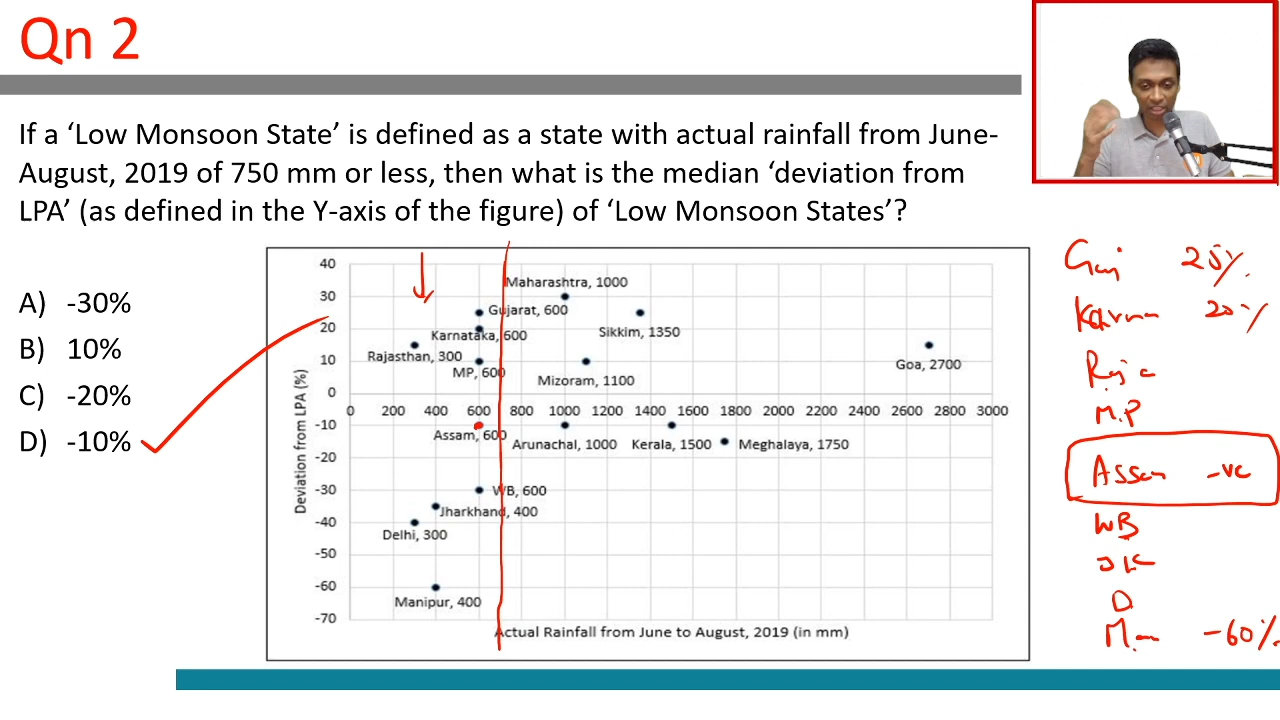 Qn 2
If a ‘Low Monsoon State’ is defined as a state with actual rainfall from June-
August, 2019 of 750 mm or less, then what is the median ‘deviation from
LPA’ (as defined in the Y-axis of the figure) of ‘Low Monsoon States’?
A) -30%
B) 10%
C) -20%
D) -10%
Deviation from LPA (%)
40
30
20
10
0
-10
-20
-30
-40
-50
-60
-70
0 200 400 600 800 1000 1200 1400 1600 1800 2000 2200 2400 2600 2800 3000
Maharashtra, 1000
Gujarat, 600
Sikkim, 1350
Karnataka, 600
Rajasthan, 300
Goa, 2700
MP, 600
Mizoram, 1100
Assam, 600
Arunachal, 1000
Kerala, 1500
Meghalaya, 1750
WB, 600
Jharkhand, 400
Delhi, 300
Manipur, 400
Actual Rainfall from June to August, 2019 (in mm)
Guj 25%.
Karna 20%
Raja
M.P
Assam -ve
WB
JK
D
Man -60%.